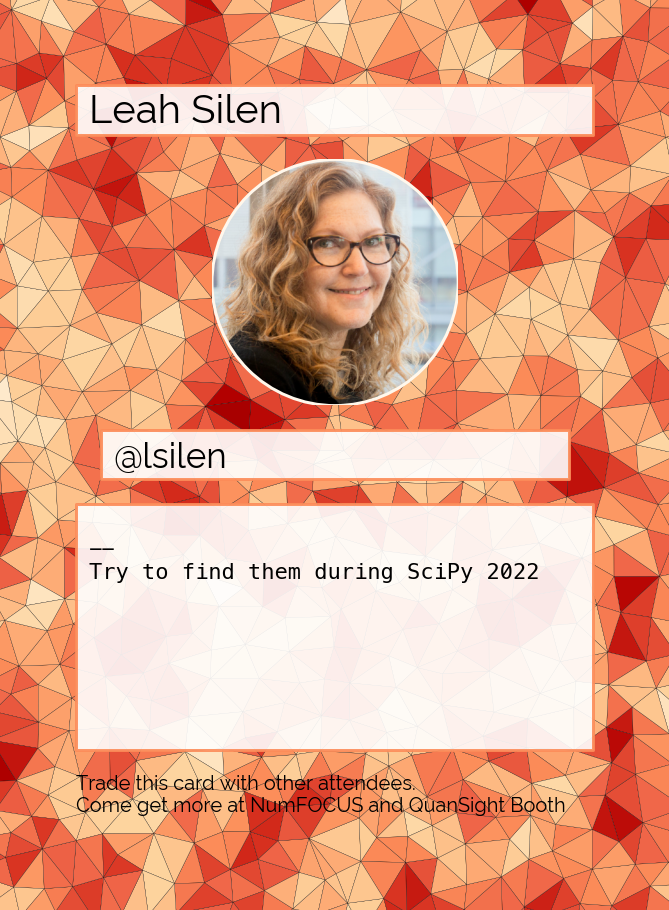 Leah Silen
@lsilen
——
Try to find them during SciPy 2022
Trade this card with other attendees.
Come get more at NumFOCUS and QuanSight Booth